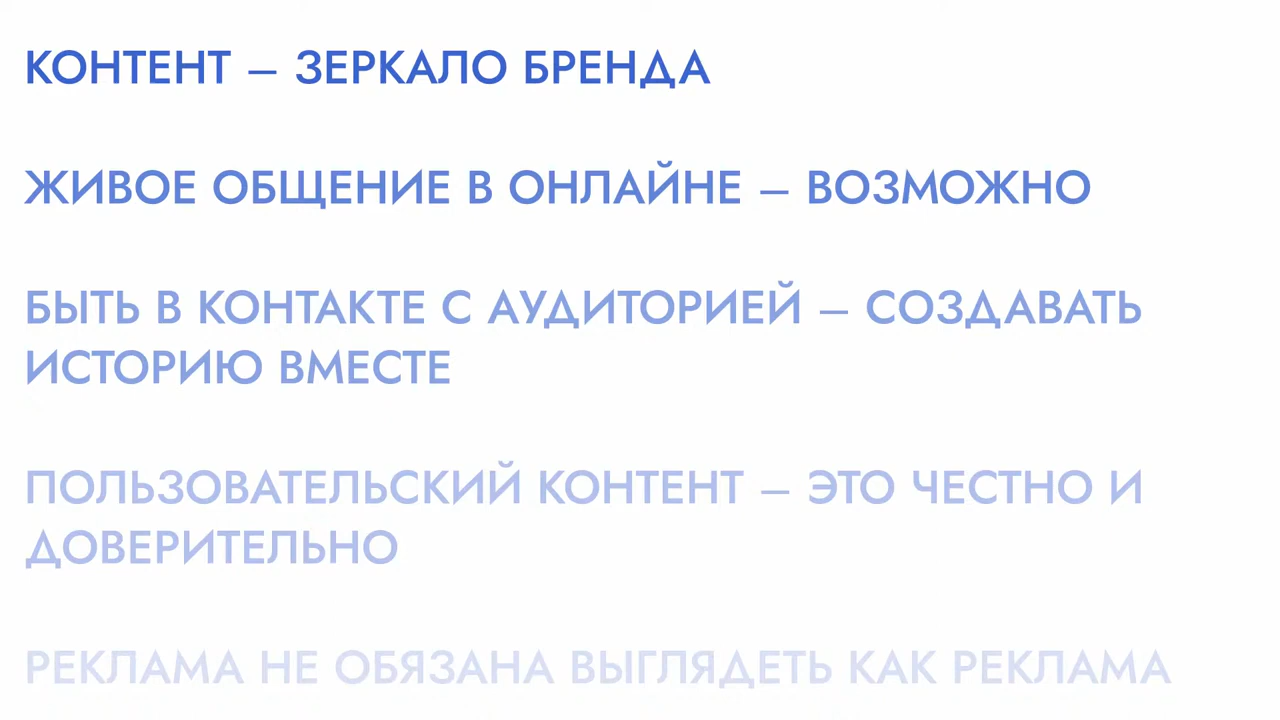 КОНТЕНТ – ЗЕРКАЛО БРЕНДА
ЖИВОЕ ОБЩЕНИЕ В ОНЛАЙНЕ – ВОЗМОЖНО
БЫТЬ В КОНТАКТЕ С АУДИТОРИЕЙ – СОЗДАВАТЬ
ИСТОРИЮ ВМЕСТЕ
ПОЛЬЗОВАТЕЛЬСКИЙ КОНТЕНТ – ЭТО ЧЕСТНО И
ДОВЕРИТЕЛЬНО
РЕКЛАМА НЕ ОБЯЗАНА ВЫГЛЯДЕТЬ КАК РЕКЛАМА